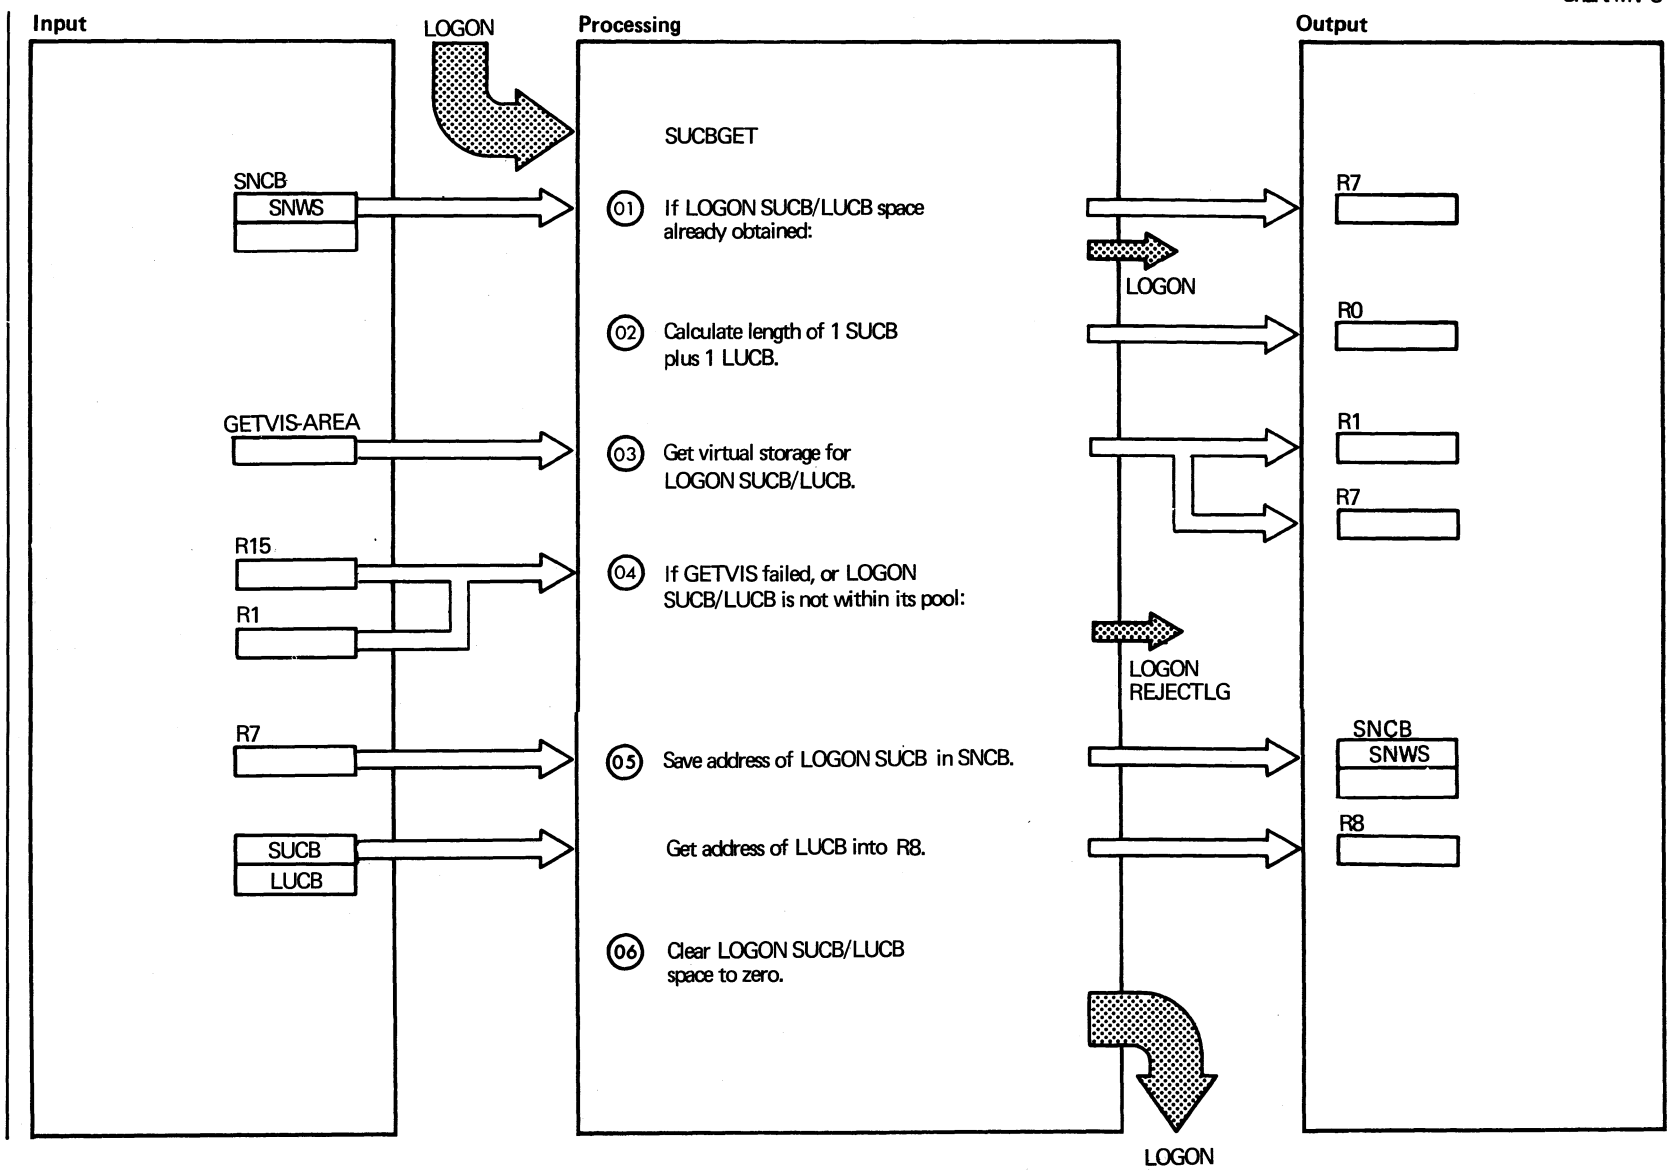 Input
LOGON
Processing
Output
SUCBGET
SNCB
SNWS
01 If LOGON SUCB/LUCB space
already obtained:
R7
LOGON
02 Calculate length of 1 SUCB
plus 1 LUCB.
R0
GETVIS-AREA
03 Get virtual storage for
LOGON SUCB/LUCB.
R1
R7
R15
R1
04 If GETVIS failed, or LOGON
SUCB/LUCB is not within its pool:
LOGON
REJECTLG
R7
05 Save address of LOGON SUCB in SNCB.
SNCB
SNWS
SUCB
LUCB
Get address of LUCB into R8.
R8
06 Clear LOGON SUCB/LUCB
space to zero.
LOGON